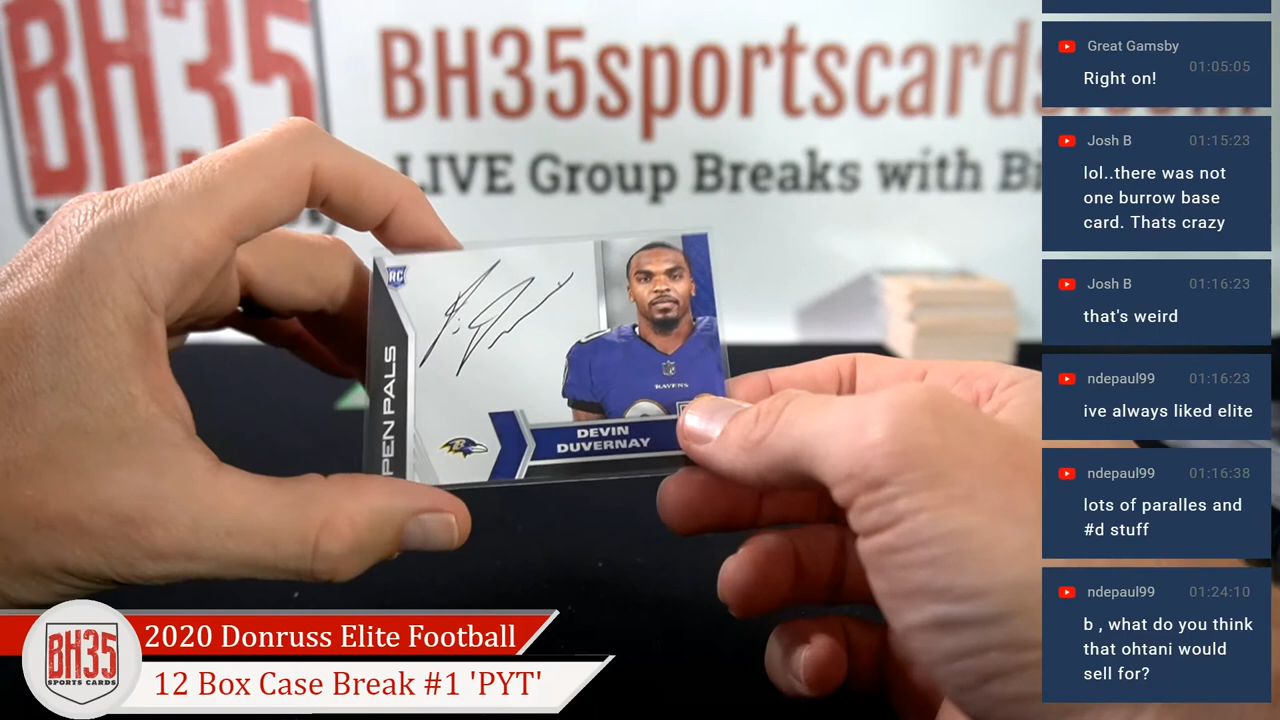 BH35
BH35sportscards.com
LIVE Group Breaks with Bi
RC
PEN PALS
RAVENS
DEVIN
DUVERNAY
BH35
SPORTS CARDS
2020 Donruss Elite Football
12 Box Case Break #1 'PYT'
Great Gamsby
01:05:05
Right on!
Josh B 01:15:23
lol..there was not
one burrow base
card. Thats crazy
Josh B 01:16:23
that's weird
ndepaul99 01:16:23
ive always liked elite
ndepaul99 01:16:38
lots of paralles and
#d stuff
ndepaul99 01:24:10
b , what do you think
that ohtani would
sell for?